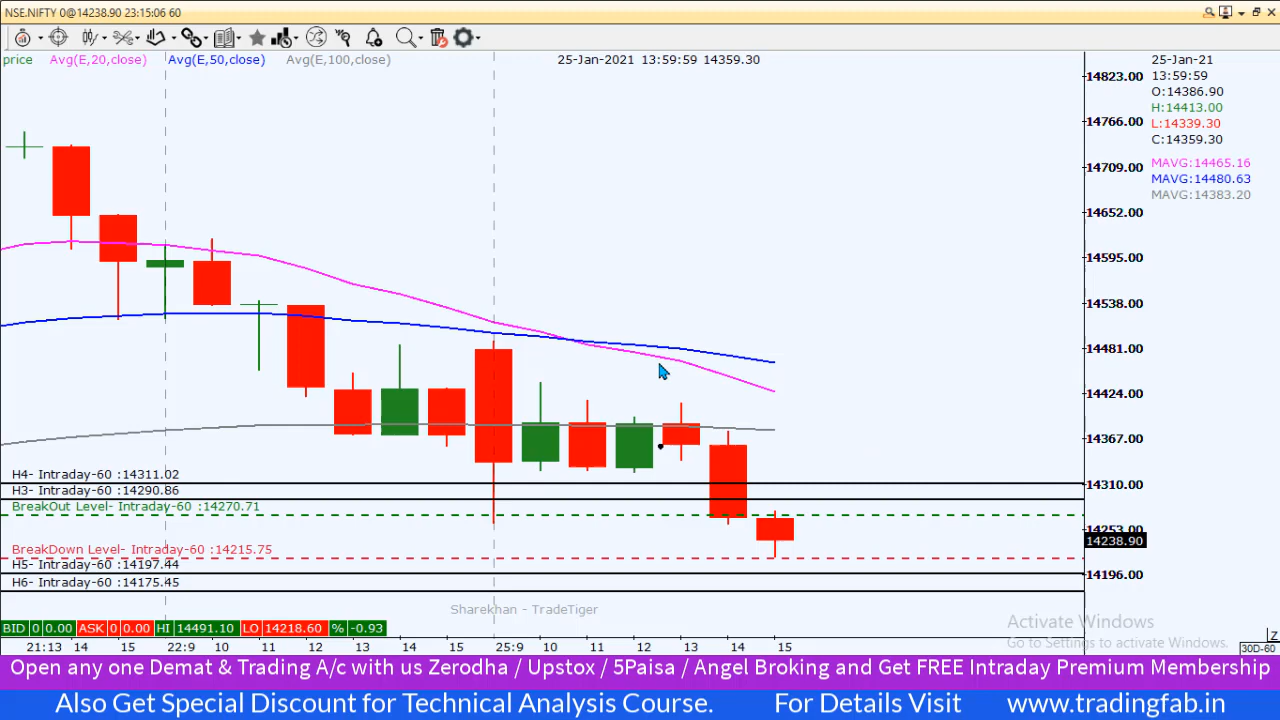 NSE.NIFTY 0@14238.90 23:15:06 60
price Avg(E,20,close) Avg(E,50,close) Avg(E,100,close) 25-Jan-2021 13:59:59 14359.30
25-Jan-21
13:59:59
O:14386.90
H:14413.00
L:14339.30
C:14359.30
MAVG:14465.16
MAVG:14480.63
MAVG:14383.20
14823.00
14766.00
14709.00
14652.00
14595.00
14538.00
14481.00
14424.00
14367.00
14310.00
14253.00
14238.90
14196.00
H4- Intraday-60 :14311.02
H3- Intraday-60 :14290.86
BreakOut Level- Intraday-60 :14270.71
BreakDown Level- Intraday-60 :14215.75
H5- Intraday-60 :14197.44
H6- Intraday-60 :14175.45
Sharekhan - TradeTiger
BID 0 0.00 ASK 0 0.00 HI 14491.10 LO 14218.60 % -0.93
Activate Windows
Go to Settings to activate Windows.
Z
21:13 14 15 22:9 10 11 12 13 14 15 25:9 10 11 12 13 14 15 30D-60
Open any one Demat & Trading A/c with us Zerodha / Upstox / 5Paisa / Angel Broking and Get FREE Intraday Premium Membership
Also Get Special Discount for Technical Analysis Course. For Details Visit www.tradingfab.in